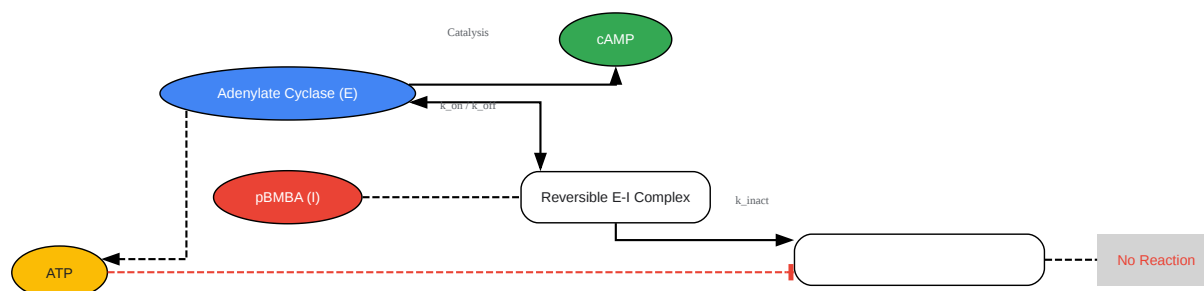 Catalysis
cAMP
Adenylate Cyclase (E)
k_on / k_off
pBMBA (I)
Reversible E-I Complex
k_inact
No Reaction
ATP